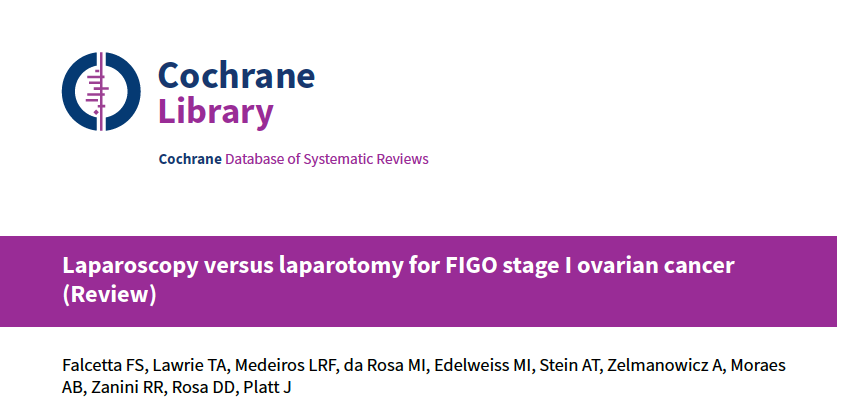 Cochrane
Library
Cochrane Database of Systematic Reviews
Laparoscopy versus laparotomy for FIGO stage I ovarian cancer
(Review)
Falcetta FS, Lawrie TA, Medeiros LRF, da Rosa MI, Edelweiss MI, Stein AT, Zelmanowicz A, Moraes
AB, Zanini RR, Rosa DD, Platt J